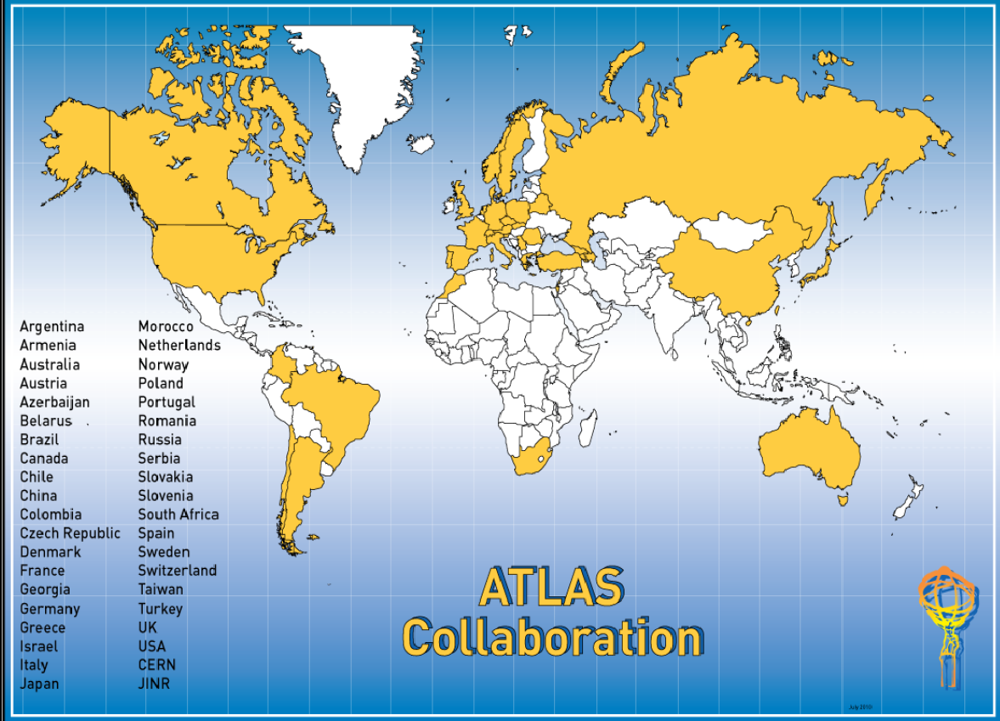 Argentina
Armenia
Australia
Austria
Azerbaijan
Belarus .
Brazil
Canada
Chile
China
Colombia
Czech Republic
Denmark
France
Georgia
Germany
Greece
Israel
Italy
Japan
Morocco
Netherlands
Norway
Poland
Portugal
Romania
Russia
Serbia
Slovakia
Slovenia
South Africa
Spain
Sweden
Switzerland
Taiwan
Turkey
UK
USA
CERN
JINR
ATLAS
Collaboration
July 2010